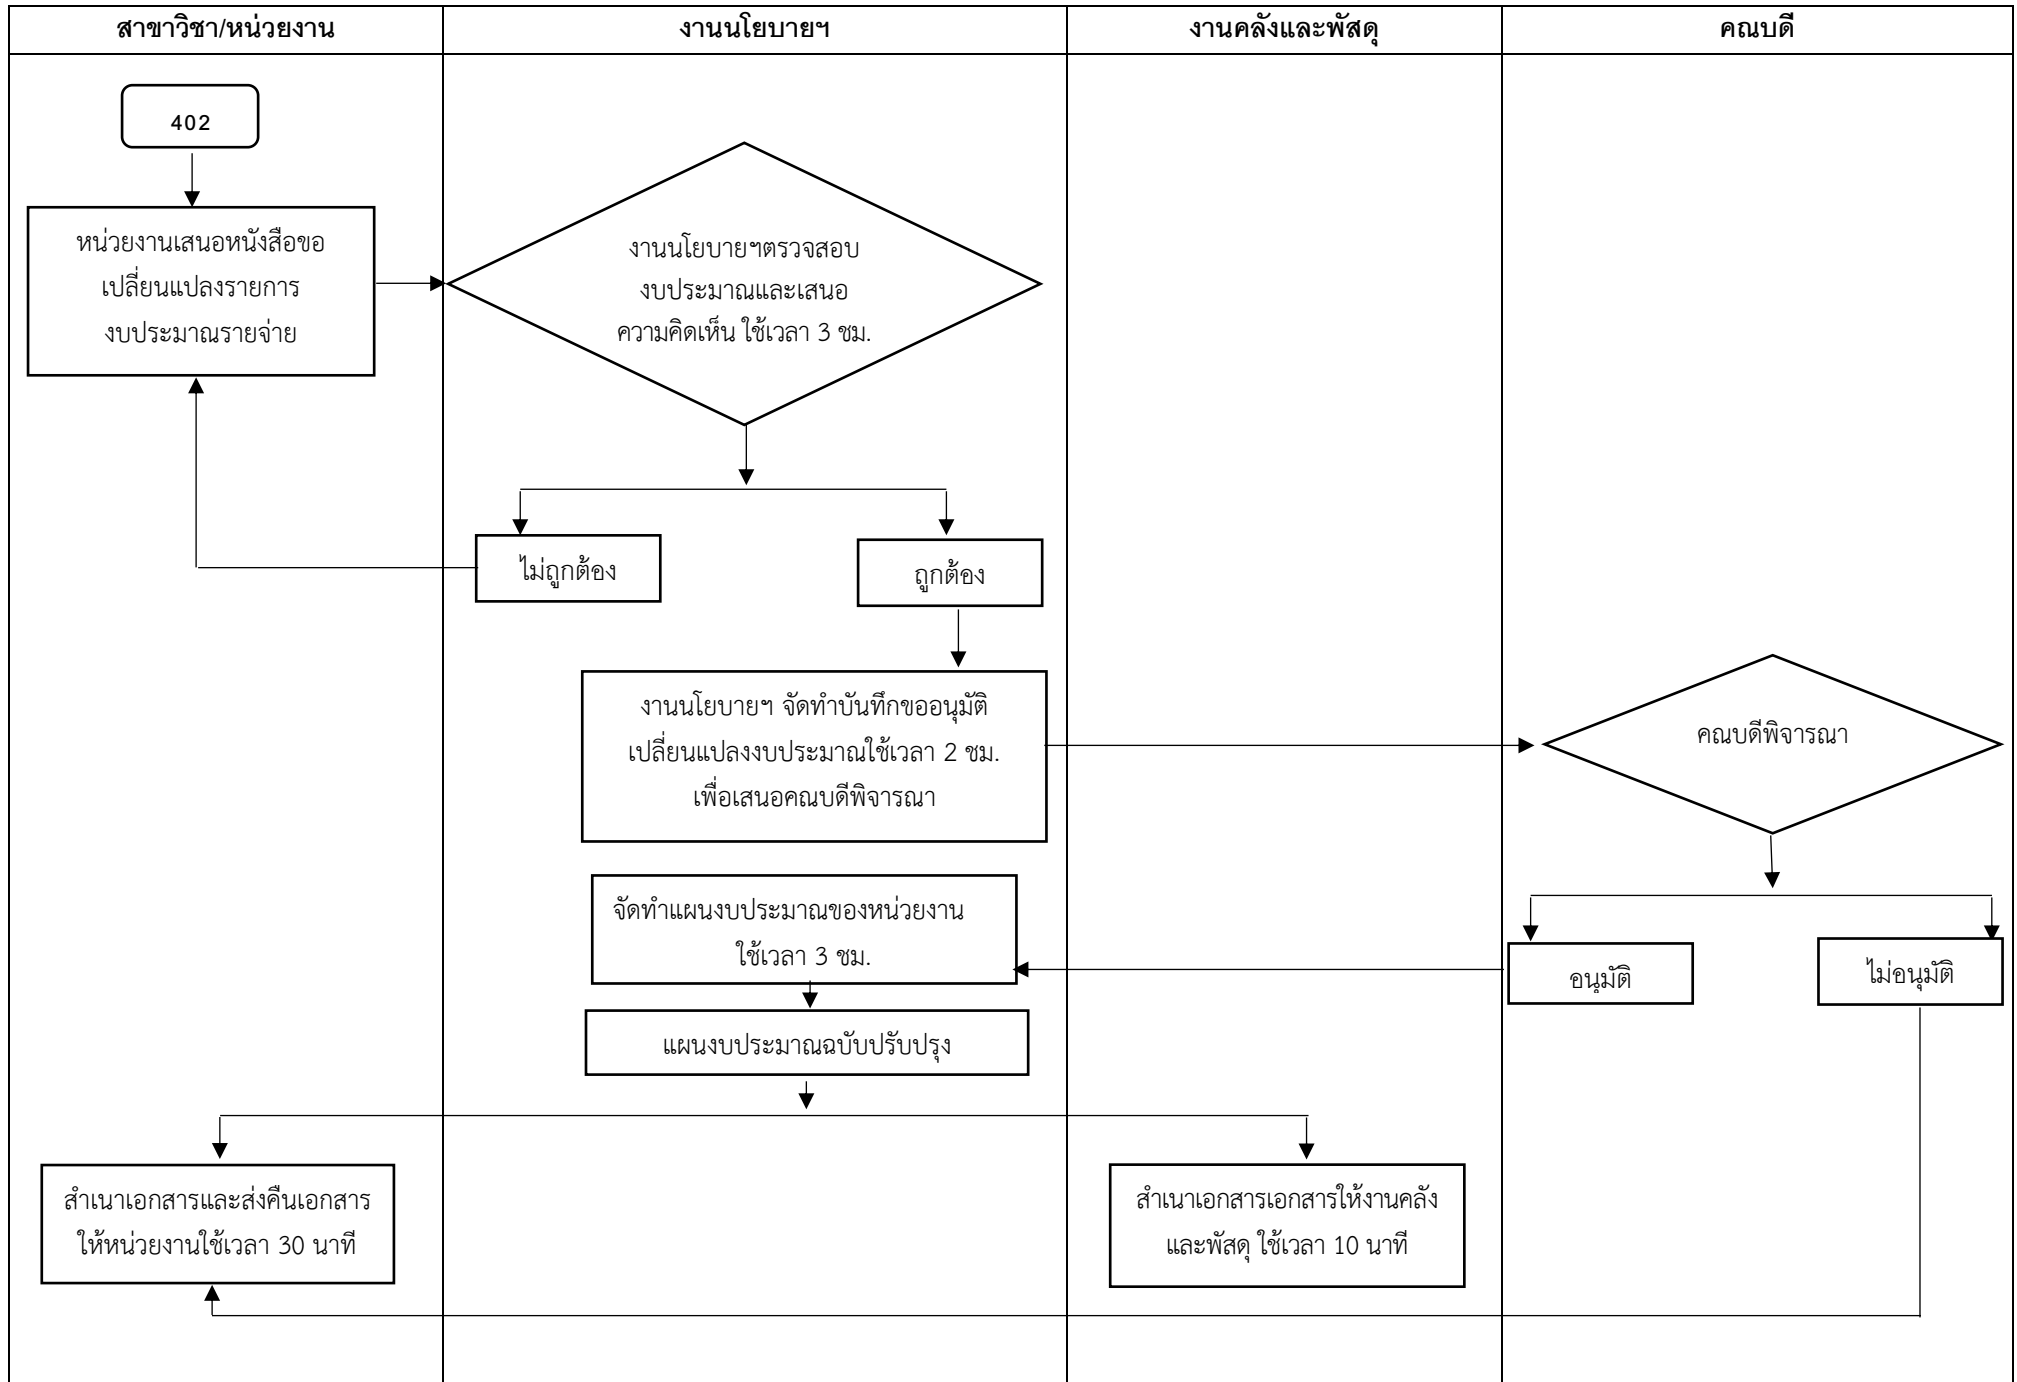 สาขาวิชา/หน่วยงาน
งานนโยบายฯ
งานคลังและพัสดุ
คณบดี
402
หน่วยงานเสนอหนังสือขอ
เปลี่ยนแปลงรายการ
งบประมาณรายจ่าย
งานนโยบายฯตรวจสอบ
งบประมาณและเสนอ
ความคิดเห็น ใช้เวลา 3 ชม.
ไม่ถูกต้อง
ถูกต้อง
งานนโยบายฯ จัดทำบันทึกขออนุมัติ
เปลี่ยนแปลงงบประมาณใช้เวลา 2 ชม.
เพื่อเสนอคณบดีพิจารณา
คณบดีพิจารณา
จัดทำแผนงบประมาณของหน่วยงาน
ใช้เวลา 3 ชม.
อนุมัติ
ไม่อนุมัติ
แผนงบประมาณฉบับปรับปรุง
สำเนาเอกสารและส่งคืนเอกสาร
ให้หน่วยงานใช้เวลา 30 นาที
สำเนาเอกสารเอกสารให้งานคลัง
และพัสดุ ใช้เวลา 10 นาที